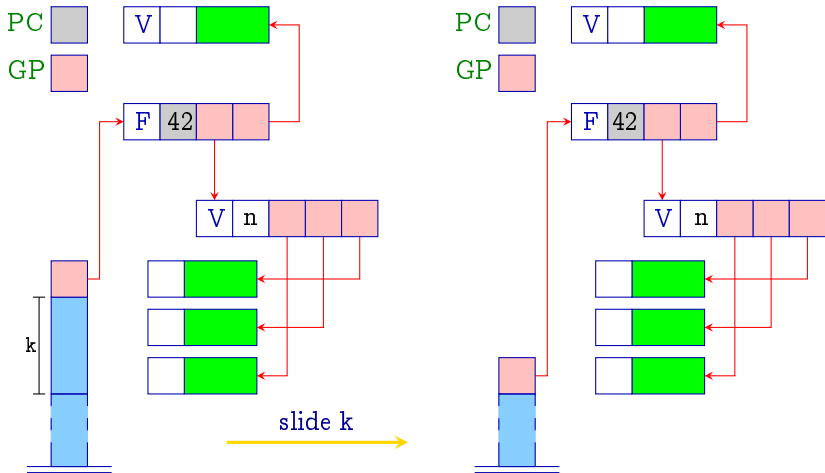 PC V PC V
GP GP
F 42 F 42
V n V n
k
slide k